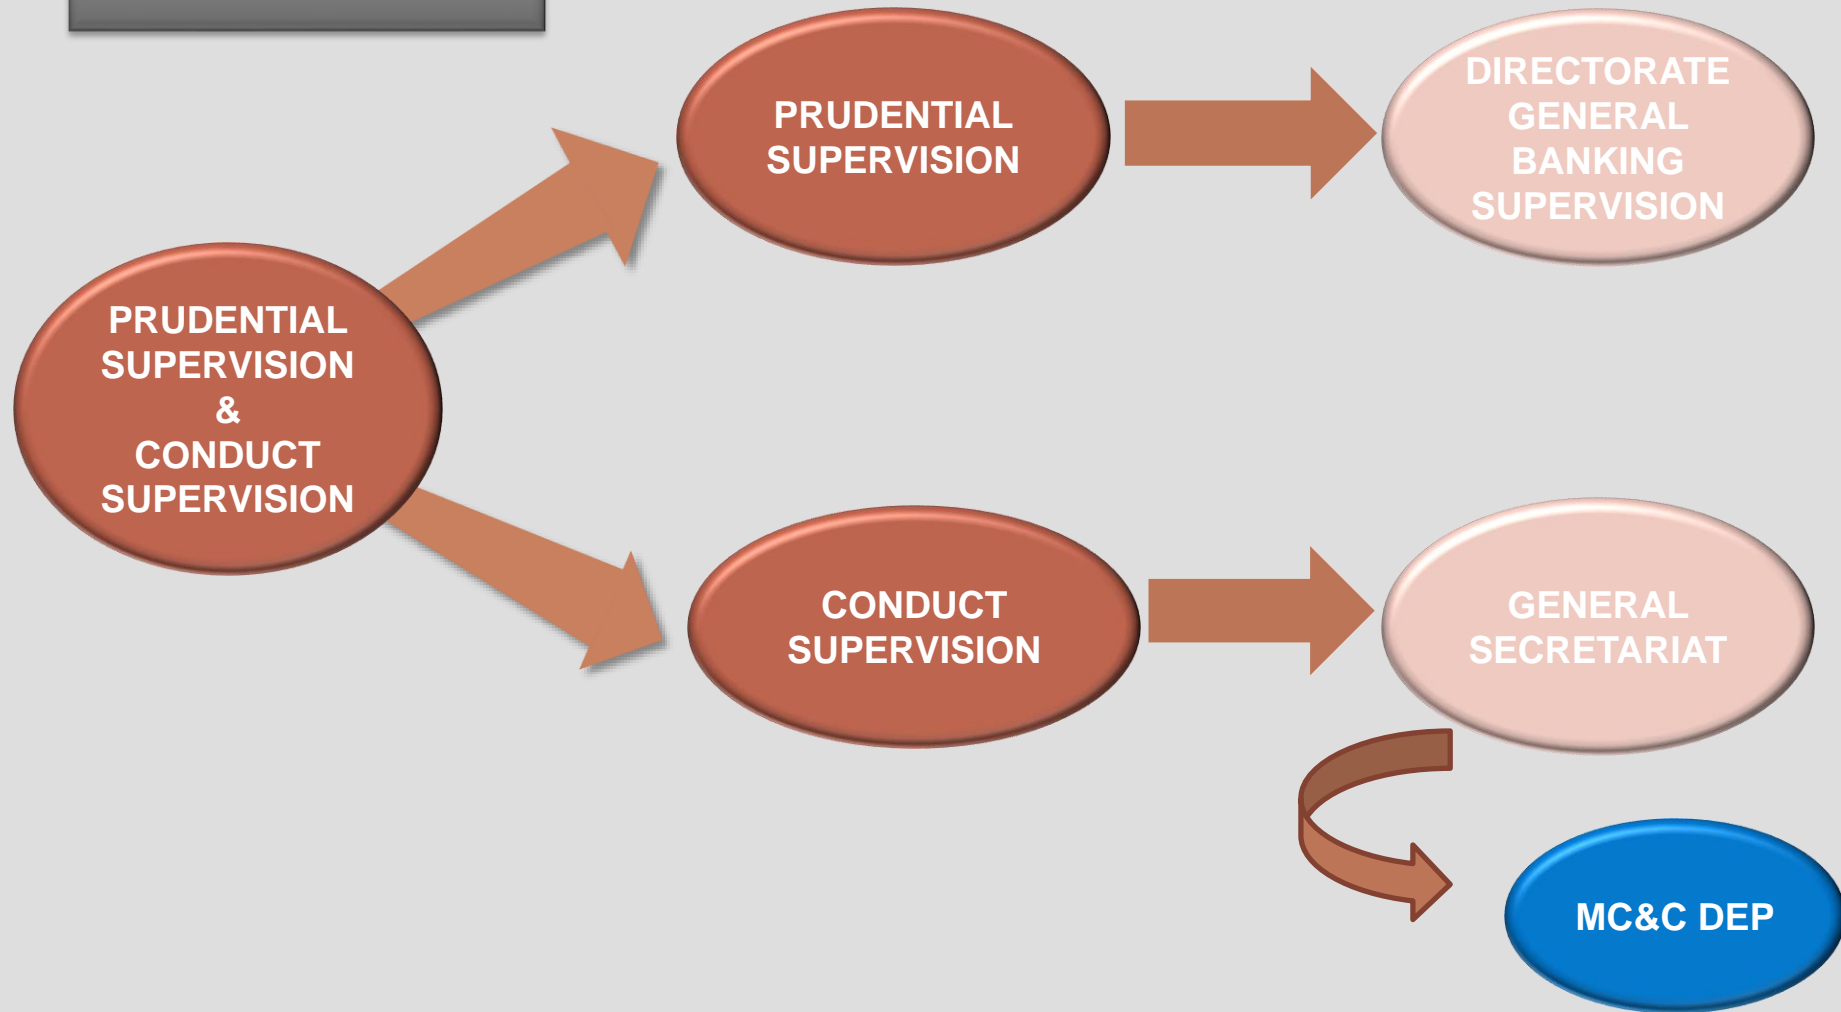 PRUDENTIAL
SUPERVISION
&
CONDUCT
SUPERVISION
PRUDENTIAL
SUPERVISION
DIRECTORATE
GENERAL
BANKING
SUPERVISION
CONDUCT
SUPERVISION
GENERAL
SECRETARIAT
MC&C DEP